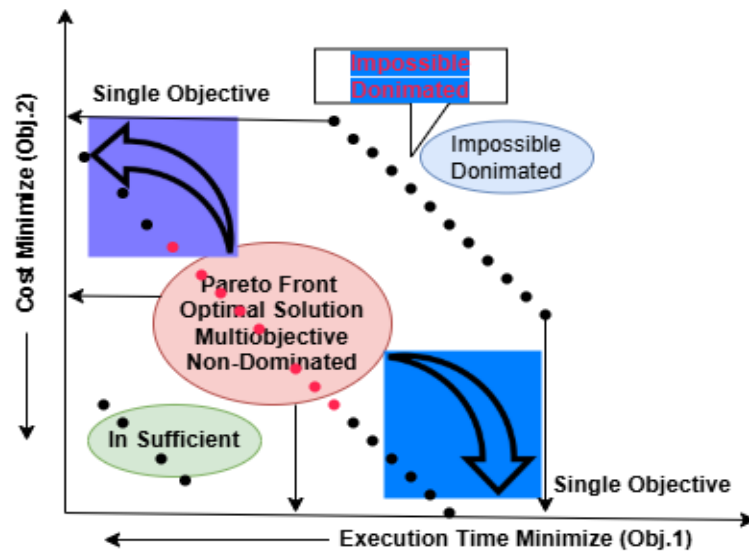 Impossible
Donimated
Single Objective
Impossible
Donimated
Cost Minimize (Obj.2)
Pareto Front
Optimal Solution
Multiobjective
Non-Dominated
In Sufficient
Single Objective
Execution Time Minimize (Obj.1)